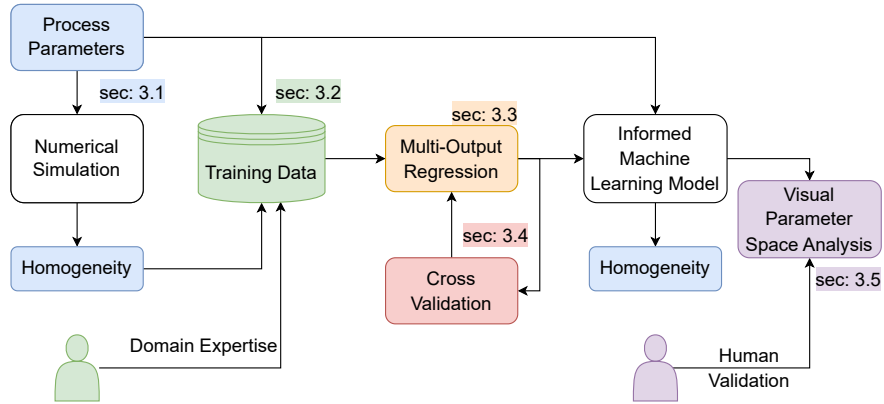 Process
Parameters
sec: 3.1
sec: 3.2
sec: 3.3
Numerical
Simulation
Training Data
Multi-Output
Regression
Informed
Machine
Learning Model
Visual
Parameter
Space Analysis
sec: 3.4
sec: 3.5
Homogeneity
Cross
Validation
Homogeneity
Domain Expertise
Human
Validation